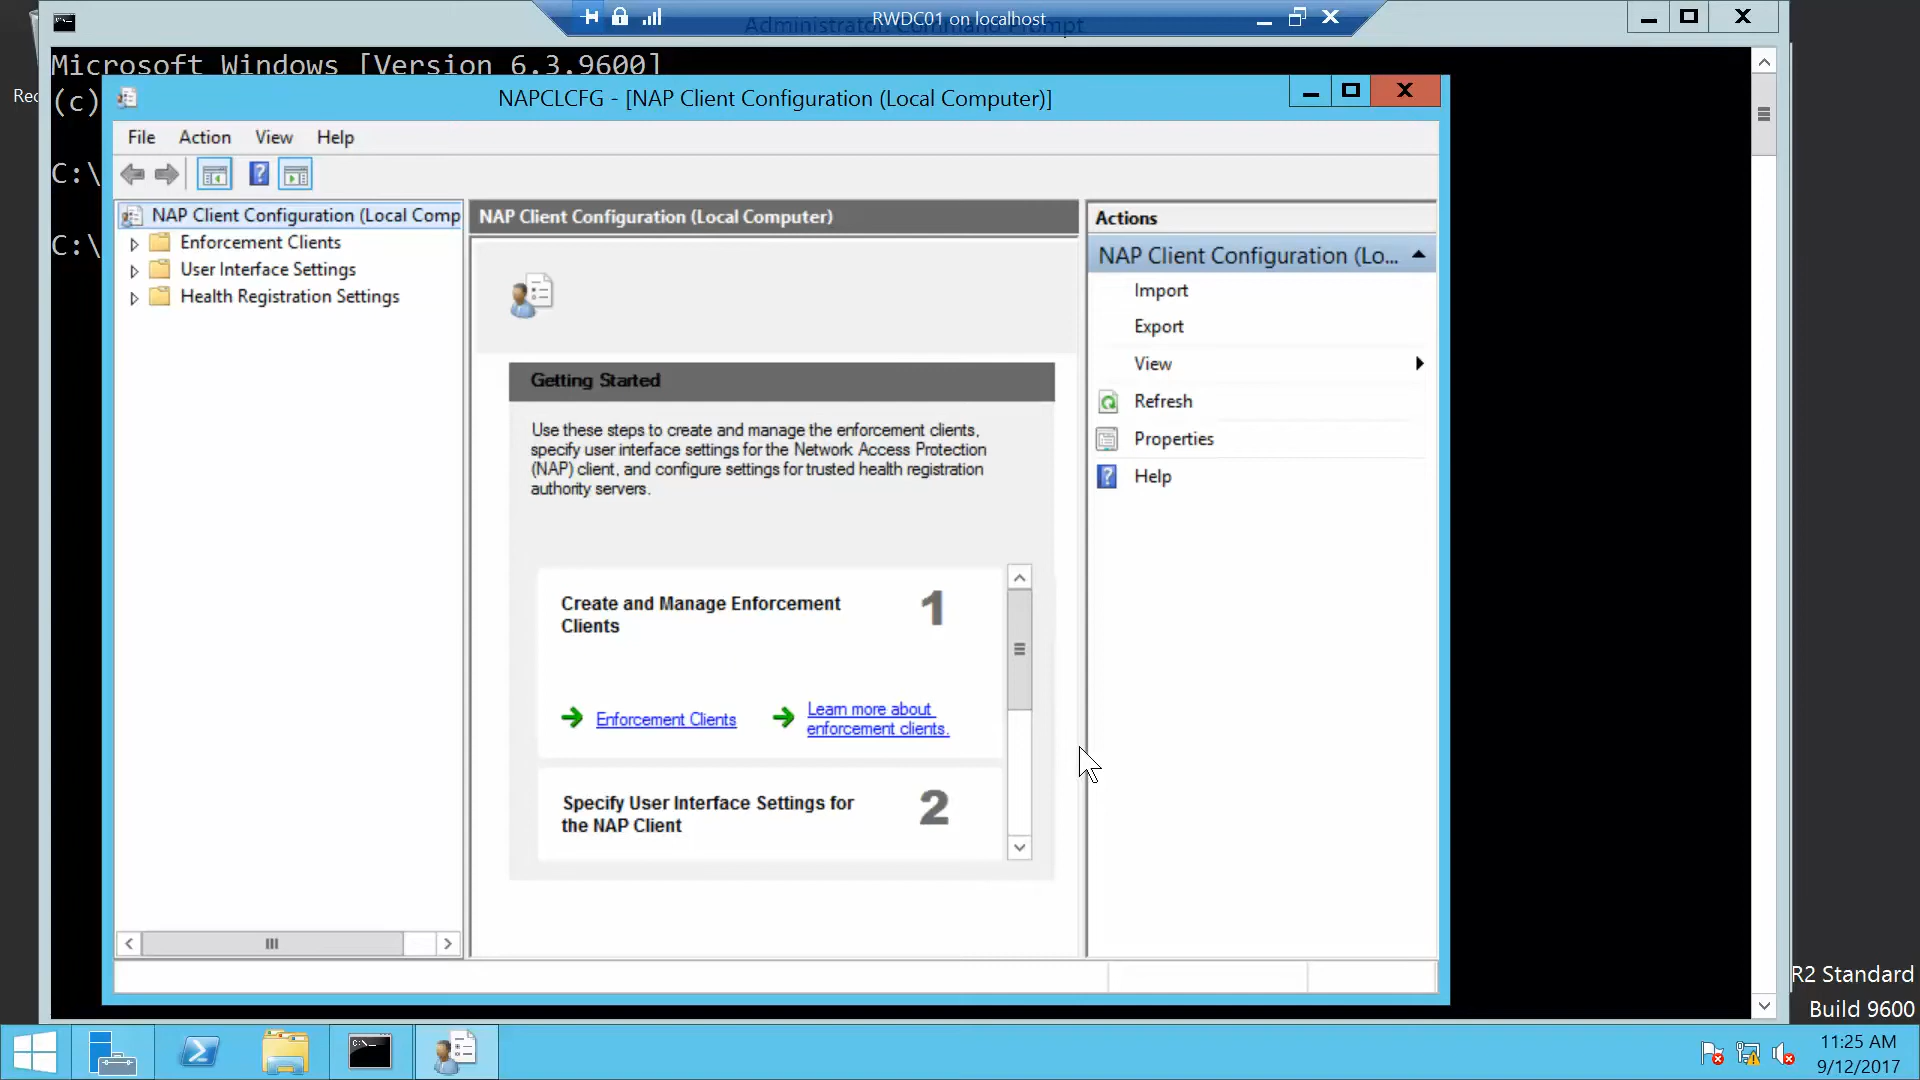 RWDC01 on localhost
Administrator: Command Prompt
Microsoft Windows [Version 6.3.9600]
(c)
C:\
C:\
NAPCLCFG - [NAP Client Configuration (Local Computer)]
File Action View Help
NAP Client Configuration (Local Comp
Enforcement Clients
User Interface Settings
Health Registration Settings
NAP Client Configuration (Local Computer)
Getting Started
Use these steps to create and manage the enforcement clients,
specify user interface settings for the Network Access Protection
(NAP) client, and configure settings for trusted health registration
authority servers.
Create and Manage Enforcement
Clients
1
Enforcement Clients
Learn more about
enforcement clients.
Specify User Interface Settings for
the NAP Client
2
Actions
NAP Client Configuration (Lo...
Import
Export
View
Refresh
Properties
Help
R2 Standard
Build 9600
11:25 AM
9/12/2017